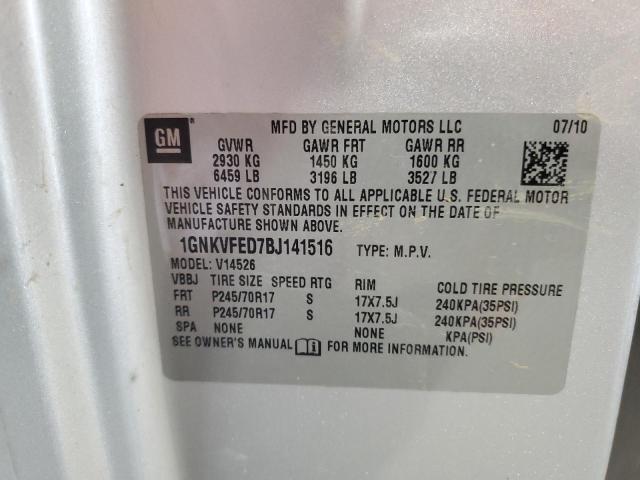 GM
MFD BY GENERAL MOTORS LLC 07/10
GVWR GAWR FRT GAWR RR
2930 KG 1450 KG 1600 KG
6459 LB 3196 LB 3527 LB
THIS VEHICLE CONFORMS TO ALL APPLICABLE U.S. FEDERAL MOTOR
VEHICLE SAFETY STANDARDS IN EFFECT ON THE DATE OF
MANUFACTURE SHOWN ABOVE.
1GNKVFED7BJ141516 TYPE: M.P.V.
MODEL: V14526
VBBJ TIRE SIZE SPEED RTG RIM COLD TIRE PRESSURE
FRT P245/70R17 S 17X7.5J 240KPA(35PSI)
RR P245/70R17 S 17X7.5J 240KPA(35PSI)
SPA NONE NONE KPA(PSI)
SEE OWNER'S MANUAL FOR MORE INFORMATION.